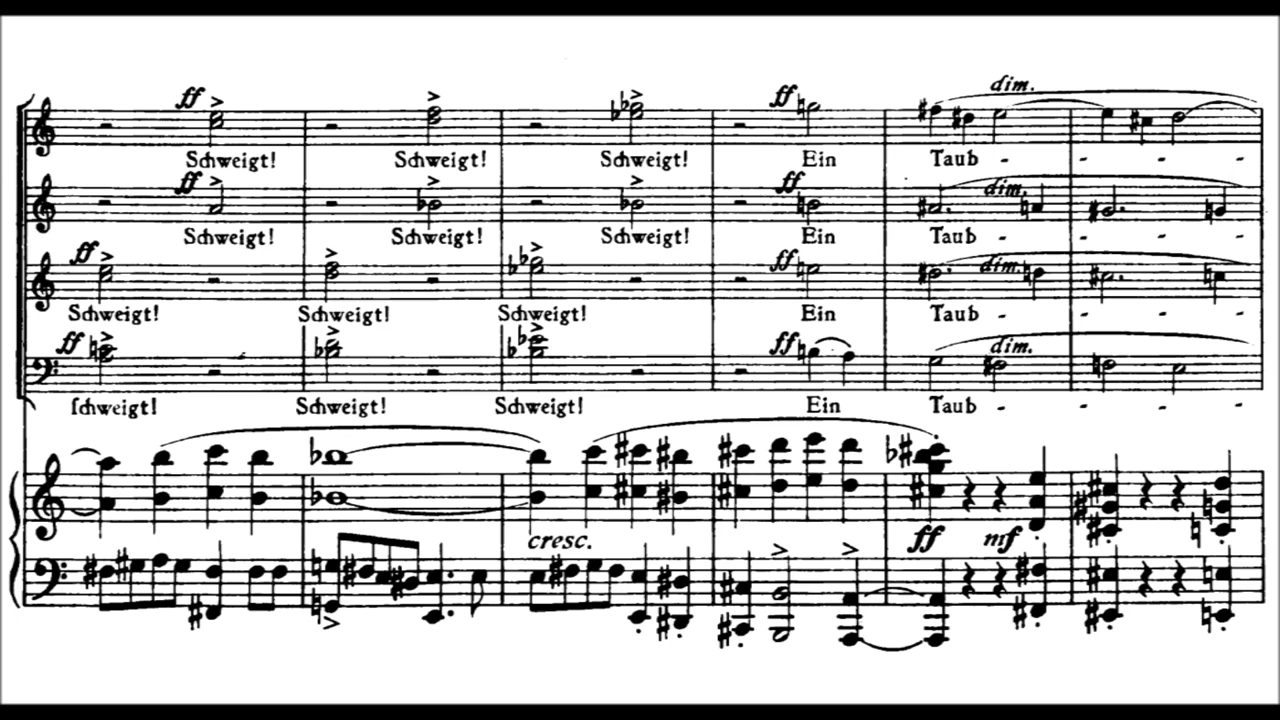 ff
Schweigt! Schweigt! Schweigt! ff Ein dim. Taub - - - -
ff
Schweigt! Schweigt! Schweigt! ff Ein dim. Taub - - - -
ff
Schweigt! Schweigt! Schweigt! ff Ein dim. Taub - - - -
ff
schweigt! Schweigt! Schweigt! ff Ein dim. Taub - - - -
cresc. ff mf